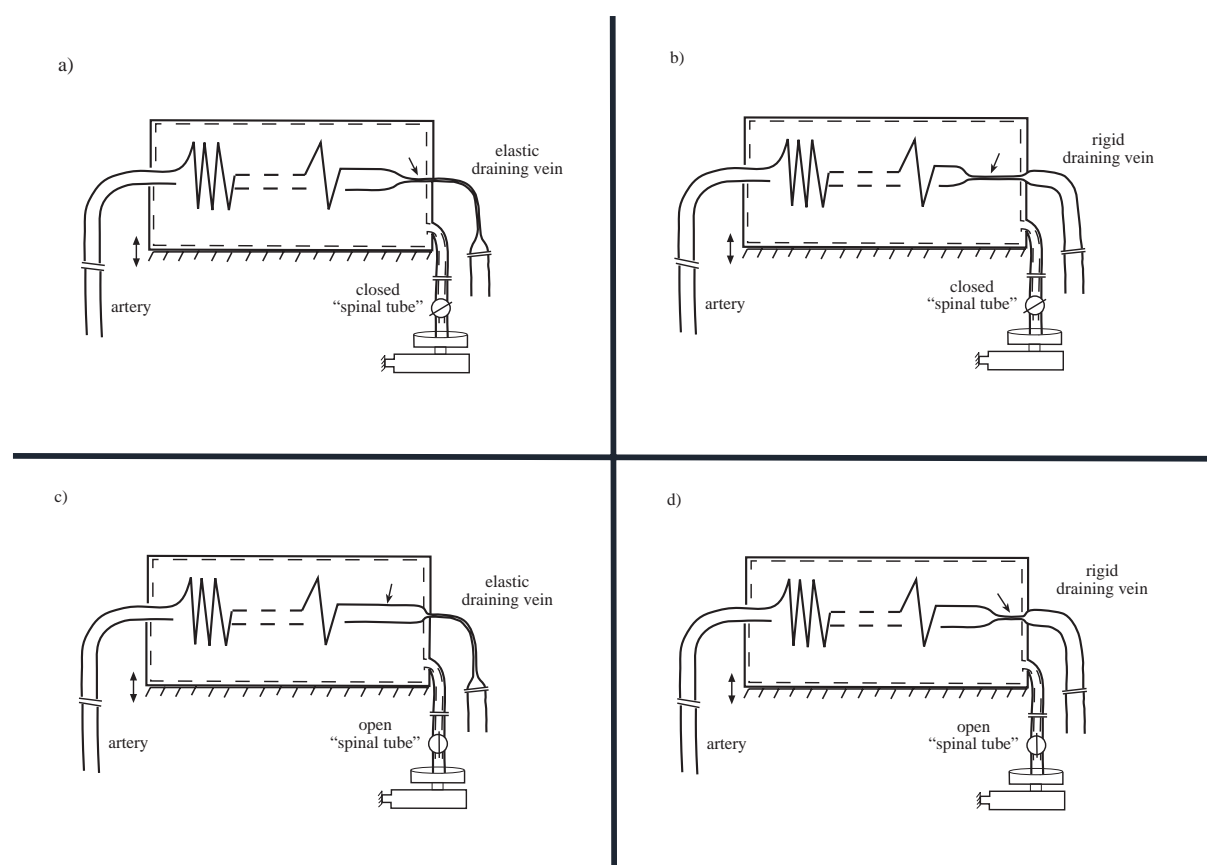 a)
elastic
draining vein
closed
“spinal tube”
artery
b)
rigid
draining vein
closed
“spinal tube”
artery
c)
elastic
draining vein
open
“spinal tube”
artery
d)
rigid
draining vein
open
“spinal tube”
artery